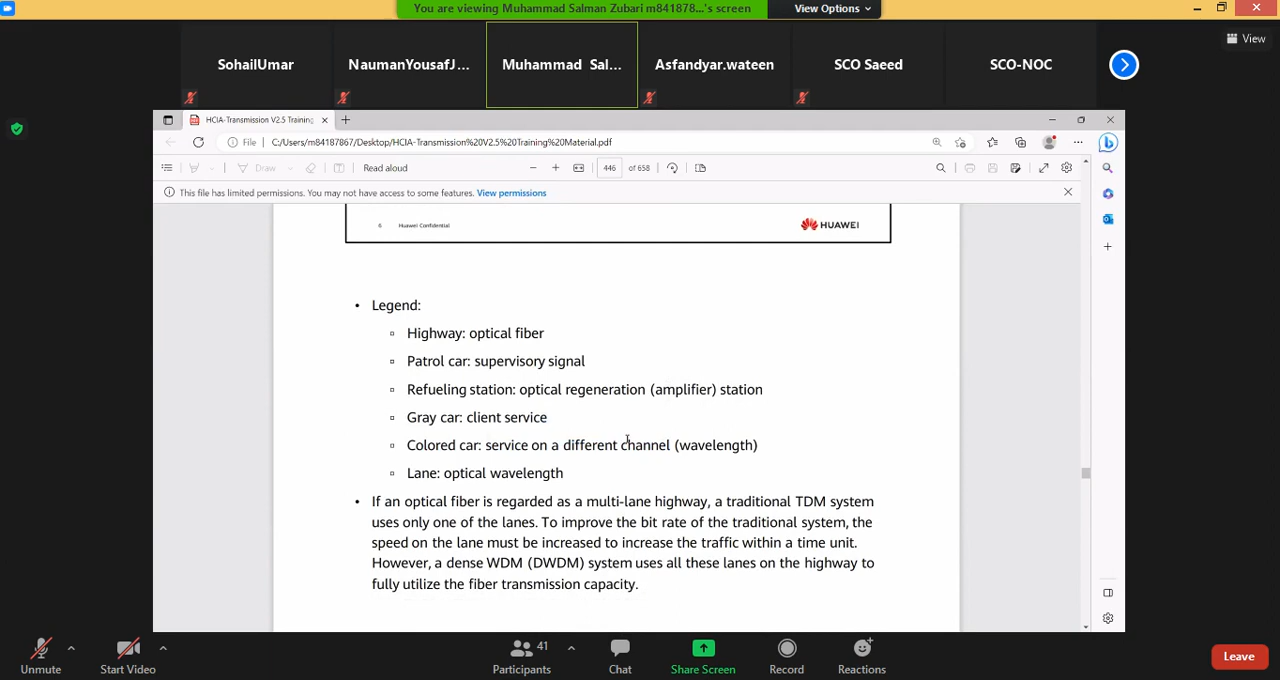 You are viewing Muhammad Salman Zubari m841878...'s screen
View Options
View
SohailUmar
NaumanYousafJ...
Muhammad Sal...
Asfandyar.wateen
SCO Saeed
SCO-NOC
HCIA-Transmission V2.5 Training
File
C:/Users/m84187867/Desktop/HCIA-Transmission%20V2.5%20Training%20Material.pdf
Draw
Read aloud
446
of 658
This file has limited permissions. You may not have access to some features. View permissions
6 Huawei Confidential
HUAWEI
• Legend:
▫ Highway: optical fiber
▫ Patrol car: supervisory signal
▫ Refueling station: optical regeneration (amplifier) station
▫ Gray car: client service
▫ Colored car: service on a different channel (wavelength)
▫ Lane: optical wavelength
• If an optical fiber is regarded as a multi-lane highway, a traditional TDM system
uses only one of the lanes. To improve the bit rate of the traditional system, the
speed on the lane must be increased to increase the traffic within a time unit.
However, a dense WDM (DWDM) system uses all these lanes on the highway to
fully utilize the fiber transmission capacity.
Unmute
Start Video
41
Participants
Chat
Share Screen
Record
Reactions
Leave